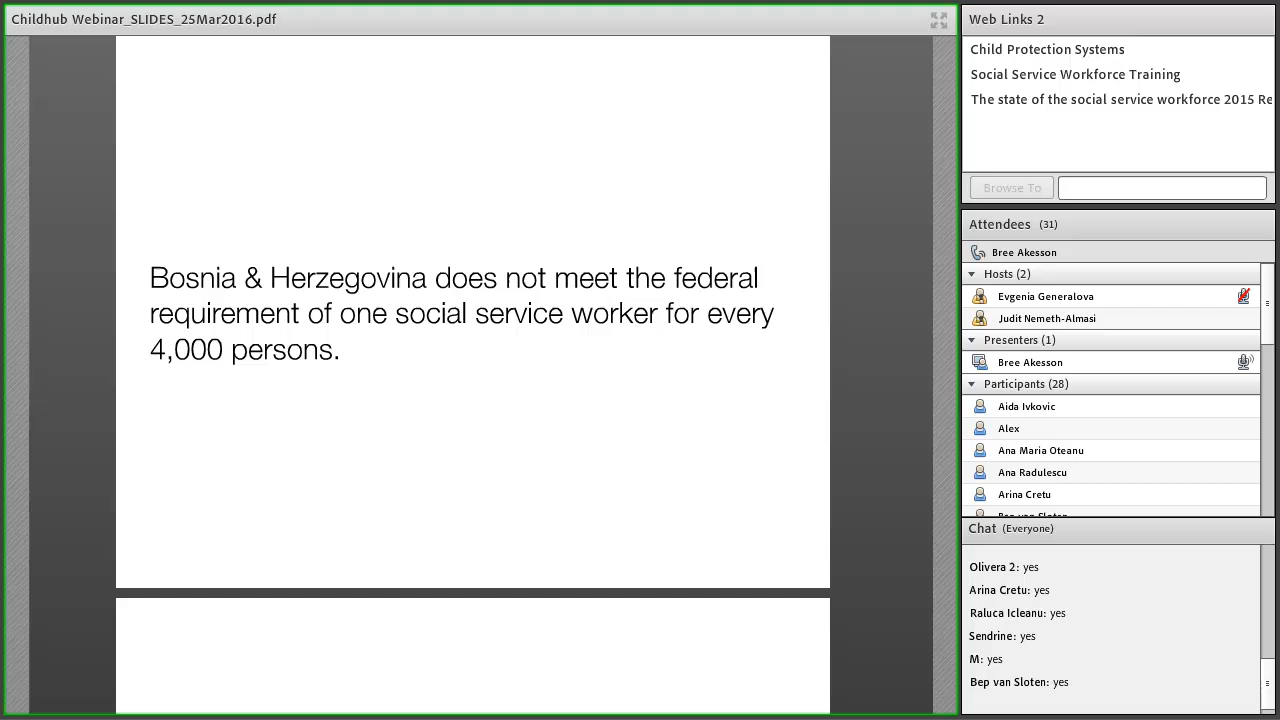 Childhub Webinar_SLIDES_25Mar2016.pdf
Bosnia & Herzegovina does not meet the federal
requirement of one social service worker for every
4,000 persons.
Web Links 2
Child Protection Systems
Social Service Workforce Training
The state of the social service workforce 2015 Re
Browse To
Attendees (31)
Bree Akesson
Hosts (2)
Evgenia Generalova
Judit Nemeth-Almasi
Presenters (1)
Bree Akesson
Participants (28)
Aida Ivkovic
Alex
Ana Maria Oteanu
Ana Radulescu
Arina Cretu
Bep van Sloten
Chat (Everyone)
Olivera 2: yes
Arina Cretu: yes
Raluca Icleanu: yes
Sendrine: yes
M: yes
Bep van Sloten: yes